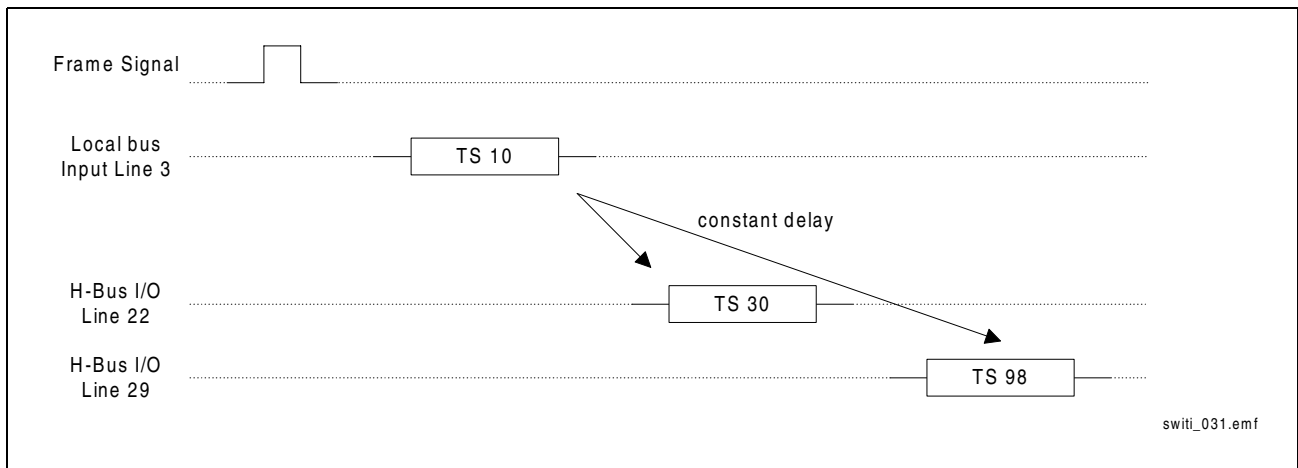 Frame Signal
Local bus
Input Line 3
TS 10
constant delay
H-Bus I/O
Line 22
TS 30
H-Bus I/O
Line 29
TS 98
switi_031.emf